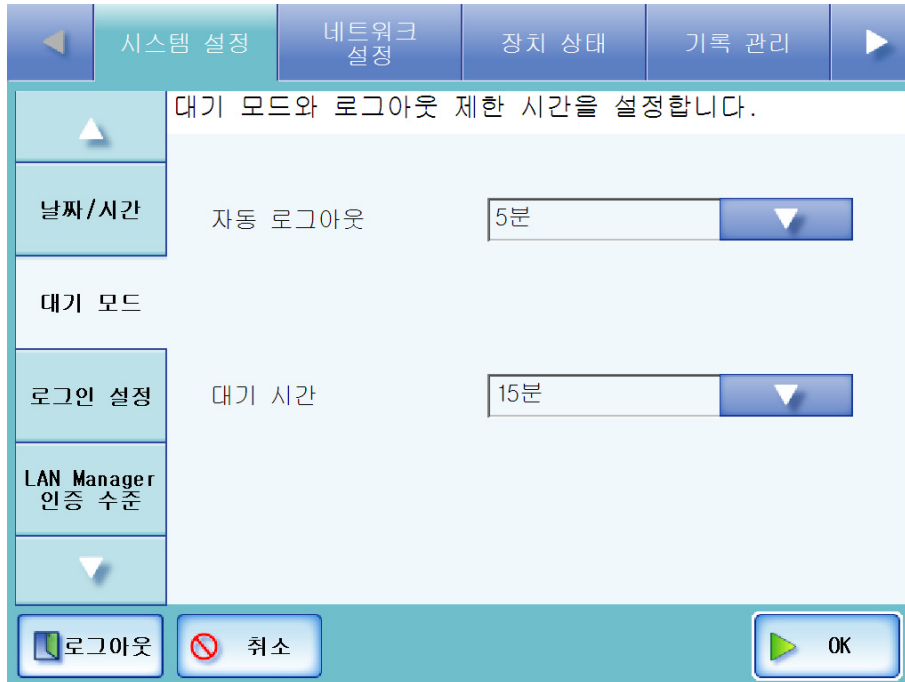 시스템 설정
네트워크
설정
장치 상태
기록 관리
대기 모드와 로그아웃 제한 시간을 설정합니다.
날짜/시간
자동 로그아웃
5분
대기 모드
로그인 설정
대기 시간
15분
LAN Manager
인증 수준
로그아웃
취소
OK